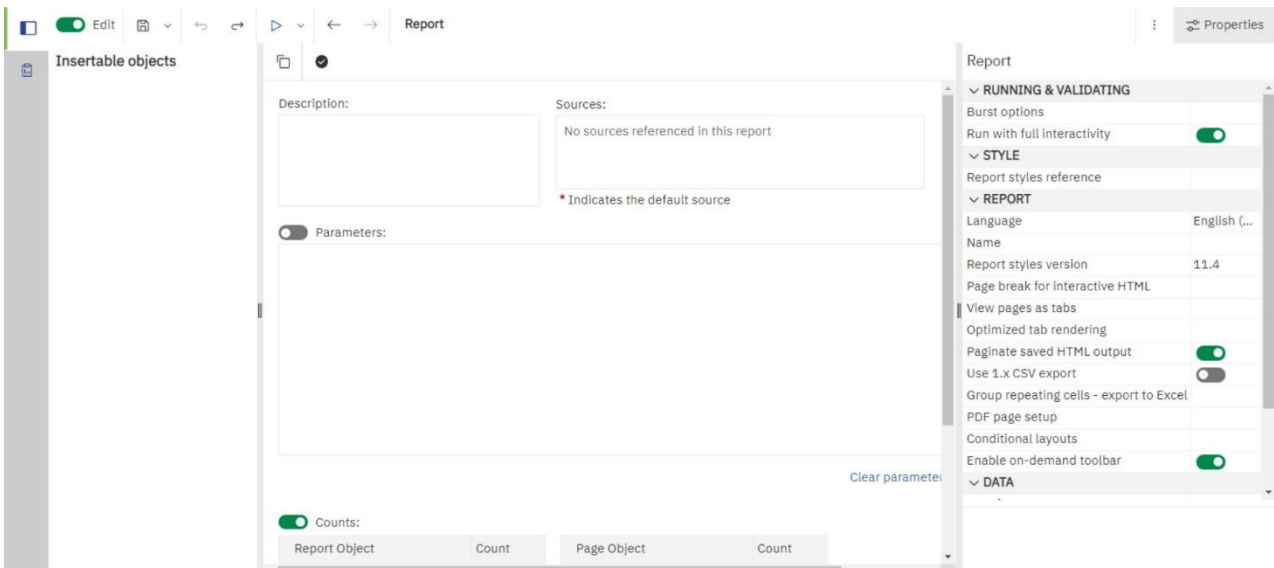 Edit
Report
Properties
Insertable objects
Description:
Sources:
No sources referenced in this report
* Indicates the default source
Parameters:
Clear parameter
Counts:
Report Object Count Page Object Count
Report
RUNNING & VALIDATING
Burst options
Run with full interactivity
STYLE
Report styles reference
REPORT
Language English (...
Name
Report styles version 11.4
Page break for interactive HTML
View pages as tabs
Optimized tab rendering
Paginate saved HTML output
Use 1.x CSV export
Group repeating cells - export to Excel
PDF page setup
Conditional layouts
Enable on-demand toolbar
DATA